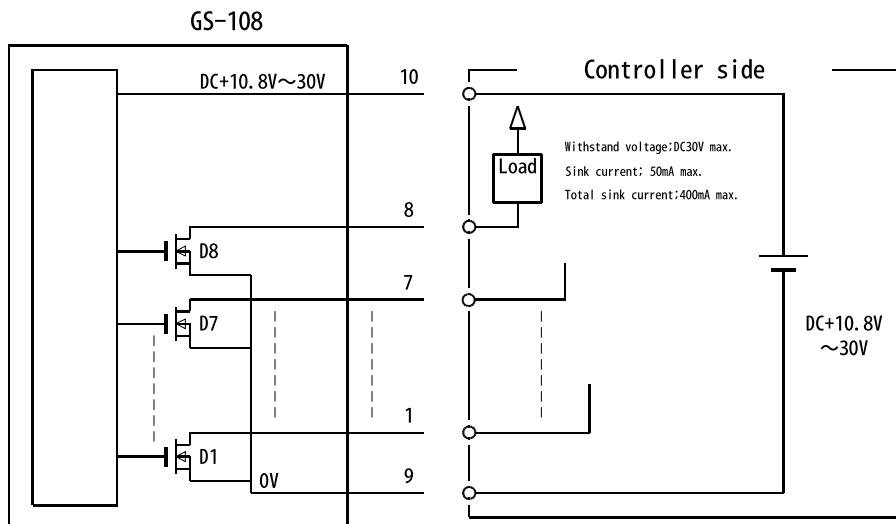 GS-108
DC+10.8V～30V
10
Controller side
Load
Withstand voltage;DC30V max.
Sink current; 50mA max.
Total sink current;400mA max.
8
D8
7
D7
DC+10.8V
～30V
1
D1
0V
9